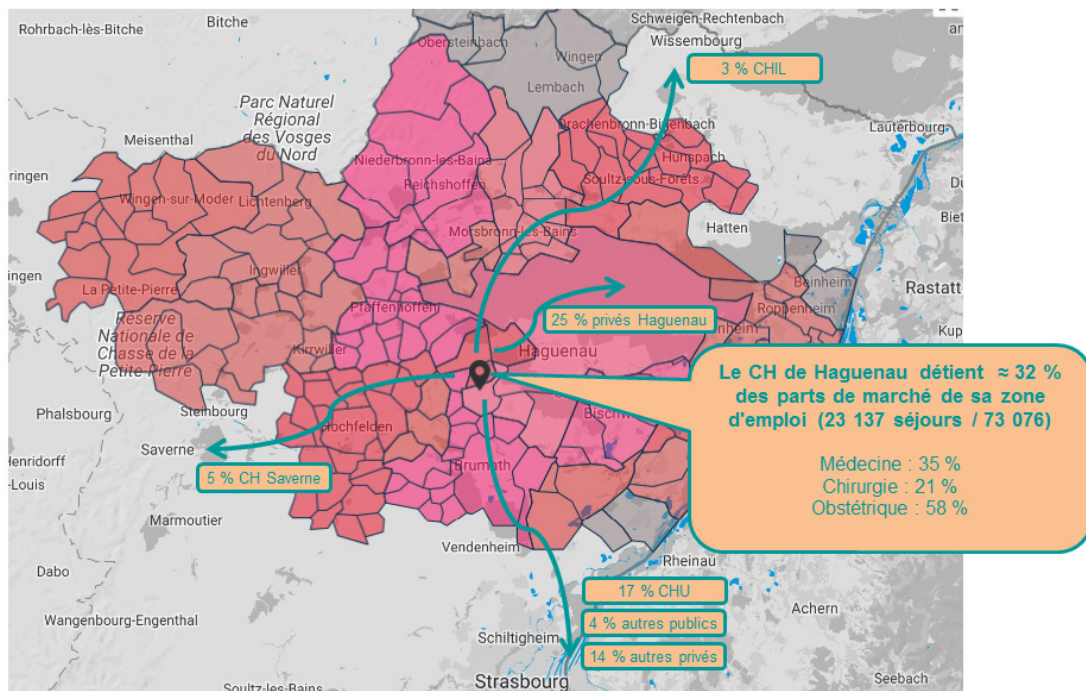 Rohrbach-lès-Bitche
Bitche
Schweigen-Rechtenbach
Obersteinbach
Wingen
Wissembourg
3 % CHIL
Lembach
Parc Naturel
Régional
des Vosges
du Nord
Meisenthal
Drachenbronn-Birlenbach
Lauterbourg
Niederbronn-les-Bains
Hunspach
Reichshoffen
Soultz-sous-Forêts
Wingen-sur-Moder
Lichtenberg
Morsbronn-les-Bains
Hatten
Ingwiller
Beinheim
Rastatt
La Petite-Pierre
Pfaffenhoffen
Roppenheim
Réserve
Nationale de
Chasse de la
Petite-Pierre
25 % privés Haguenau
Kirrwiller
Haguenau
Le CH de Haguenau détient ≈ 32 %
des parts de marché de sa zone
d'emploi (23 137 séjours / 73 076)
Médecine : 35 %
Chirurgie : 21 %
Obstétrique : 58 %
Phalsbourg
Steinbourg
Hochfelden
Saverne
5 % CH Saverne
Brumath
Marmoutier
Vendenheim
Rheinau
Dabo
17 % CHU
Achern
Wangenbourg-Engenthal
4 % autres publics
Schiltigheim
14 % autres privés
Strasbourg
Seebach
Soultz-les-Bains